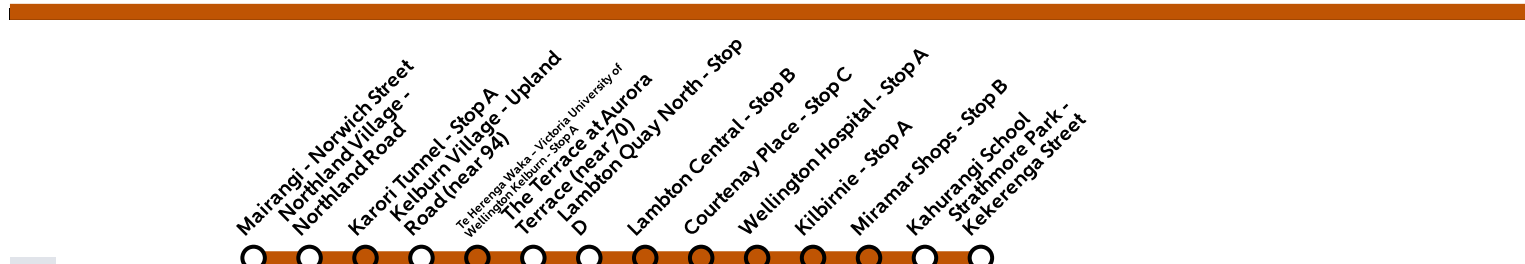 Mairangi - Norwich Street
Northland Village -
Northland Road
Karori Tunnel - Stop A
Kelburn Village - Upland
Road (near 94)
Te Herenga Waka - Victoria University of
Wellington Kelburn - Stop A
The Terrace at Aurora
Terrace (near 70)
Lambton Quay North - Stop
D
Lambton Central - Stop B
Courtenay Place - Stop C
Wellington Hospital - Stop A
Kilbirnie - Stop A
Miramar Shops - Stop B
Kahurangi School
Strathmore Park -
Kekerenga Street